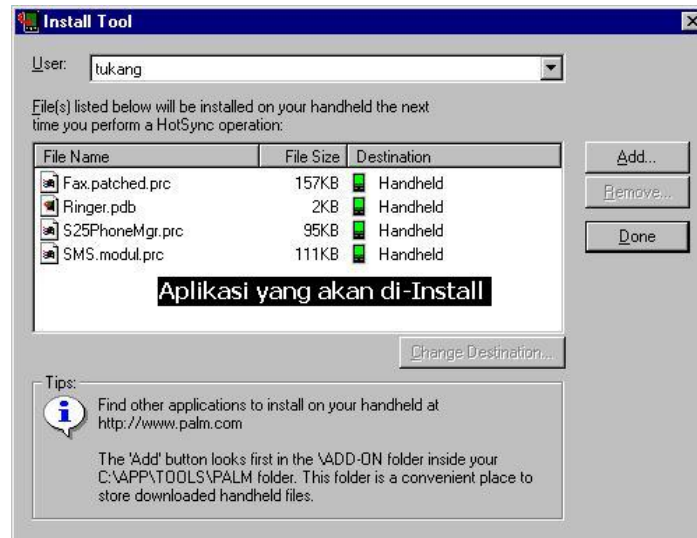 Install Tool
User: tukang
File(s) listed below will be installed on your handheld the next
time you perform a HotSync operation:
File Name File Size Destination
Fax.patched.prc 157KB Handheld
Ringer.pdb 2KB Handheld
S25PhoneMgr.prc 95KB Handheld
SMS.modul.prc 111KB Handheld
Aplikasi yang akan di-Install
Add...
Remove...
Done
Change Destination...
Tips:
Find other applications to install on your handheld at
http://www.palm.com
The 'Add' button looks first in the \ADD-ON folder inside your
C:\APP\TOOLS\PALM folder. This folder is a convenient place to
store downloaded handheld files.